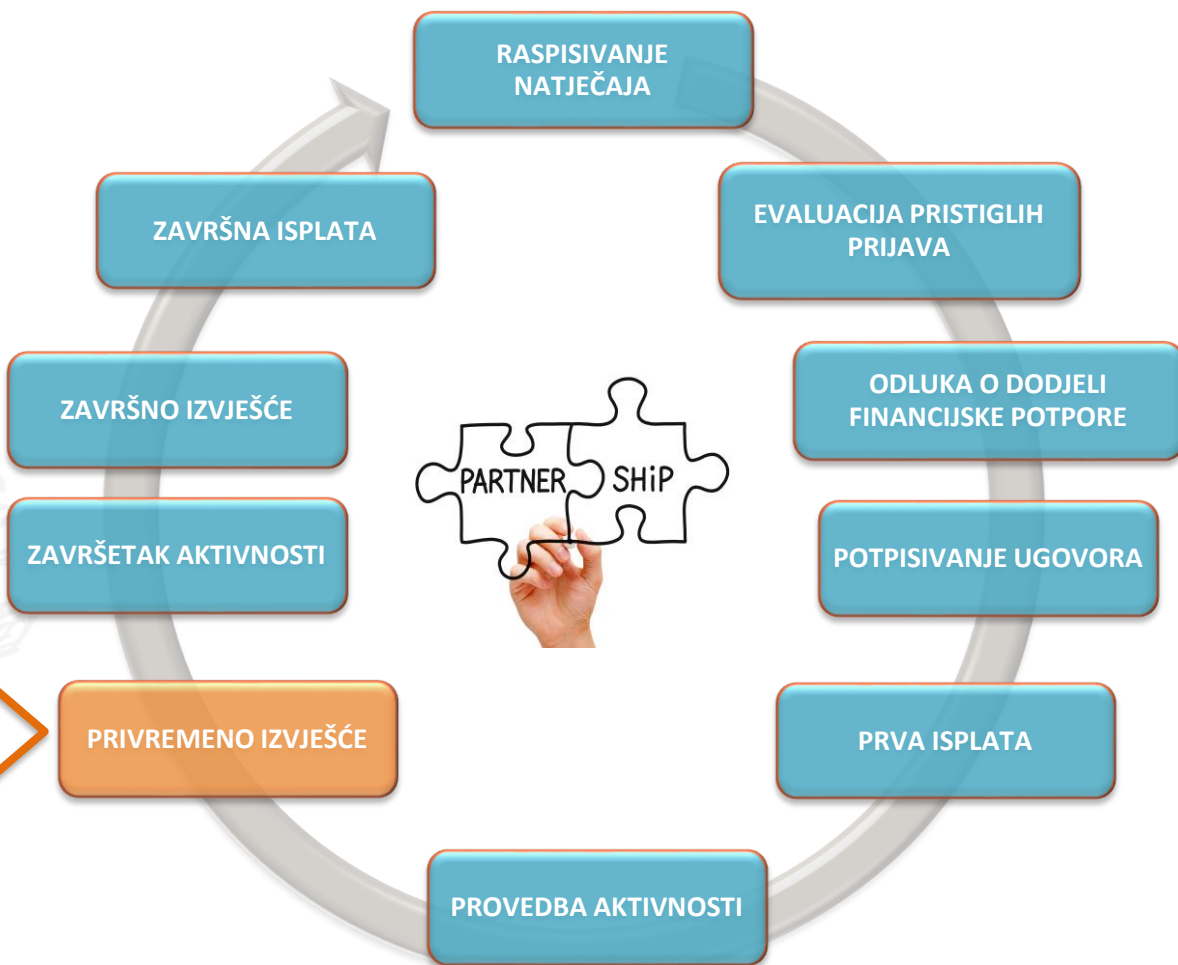 RASPISIVANJE
NATJEČAJA
EVALUACIJA PRISTIGLIH
PRIJAVA
ODLUKA O DODJELI
FINANCIJSKE POTPORE
POTPISIVANJE UGOVORA
PRVA ISPLATA
PROVEDBA AKTIVNOSTI
PRIVREMENO IZVJEŠĆE
ZAVRŠETAK AKTIVNOSTI
ZAVRŠNO IZVJEŠĆE
ZAVRŠNA ISPLATA
PARTNER SHiP